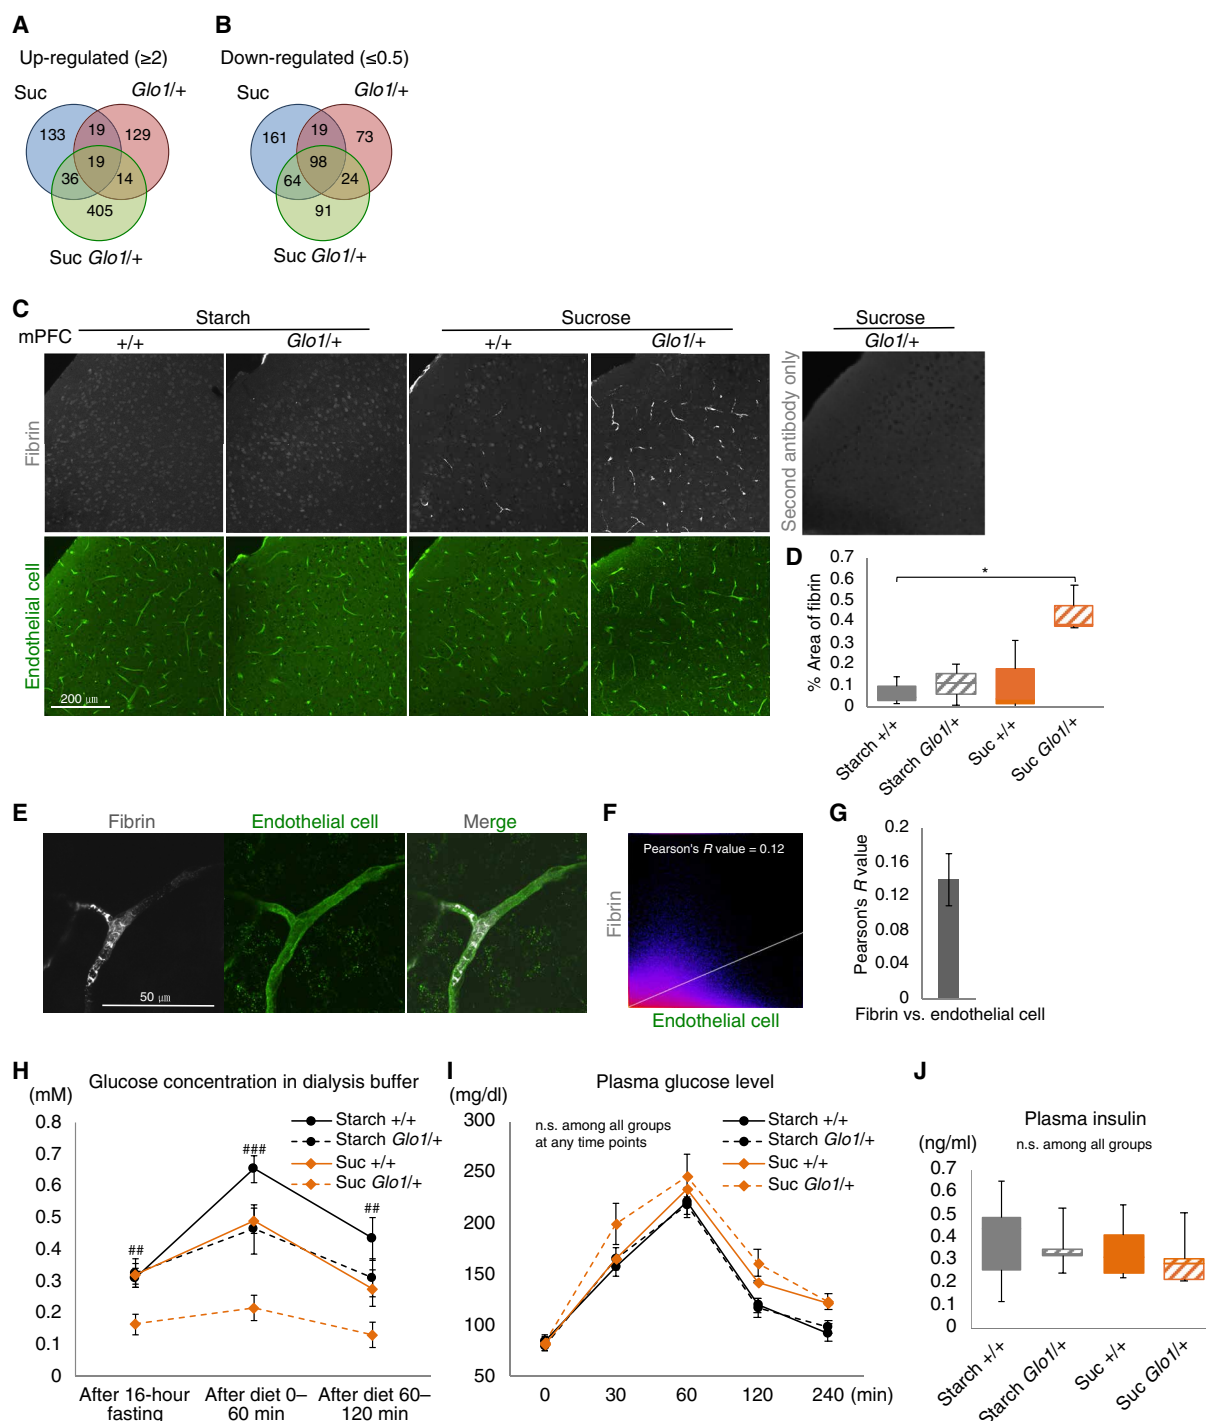 A
Up-regulated (≥2)
Suc
Glo1/+
133
19
129
19
36
14
405
Suc Glo1/+
B
Down-regulated (≤0.5)
Suc
Glo1/+
161
19
73
98
64
24
91
Suc Glo1/+
C
mPFC
Starch
Sucrose
Sucrose
+/+
Glo1/+
+/+
Glo1/+
Glo1/+
Fibrin
Endothelial cell
200 µm
Second antibody only
D
% Area of fibrin
0.7
0.6
0.5
0.4
0.3
0.2
0.1
0
*
Starch +/+
Starch Glo1/+
Suc +/+
Suc Glo1/+
E
Fibrin
Endothelial cell
Merge
50 µm
F
Pearson's R value = 0.12
Fibrin
Endothelial cell
G
Pearson's R value
0.2
0.16
0.12
0.08
0.04
0
Fibrin vs. endothelial cell
H
(mM)
Glucose concentration in dialysis buffer
0.8
0.7
0.6
0.5
0.4
0.3
0.2
0.1
0
Starch +/+
Starch Glo1/+
Suc +/+
Suc Glo1/+
##
###
##
After 16-hour
fasting
After diet 0–
60 min
After diet 60–
120 min
I
(mg/dl)
Plasma glucose level
300
250
200
150
100
50
n.s. among all groups
at any time points
Starch +/+
Starch Glo1/+
Suc +/+
Suc Glo1/+
0
30
60
120
240
(min)
J
Plasma insulin
(ng/ml)
n.s. among all groups
0.7
0.6
0.5
0.4
0.3
0.2
0.1
0
Starch +/+
Starch Glo1/+
Suc +/+
Suc Glo1/+